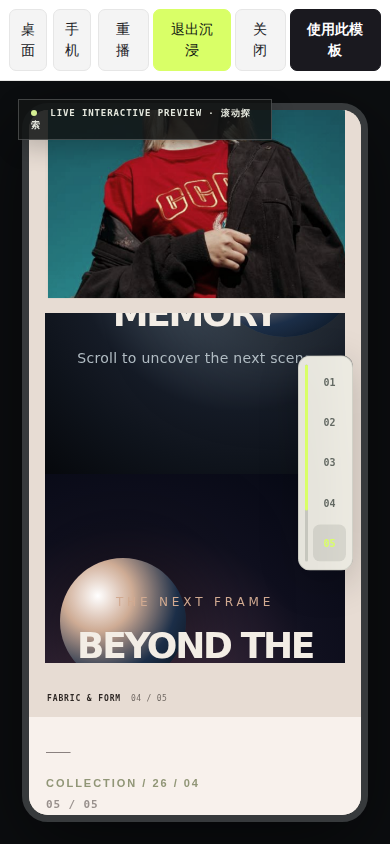 桌面
手机
重播
退出沉浸
关闭
使用此模板
LIVE INTERACTIVE PREVIEW · 滚动探索
MEMORY
Scroll to uncover the next scen
01
02
03
04
05
THE NEXT FRAME
BEYOND THE
FABRIC & FORM 04 / 05
COLLECTION / 26 / 04
05 / 05